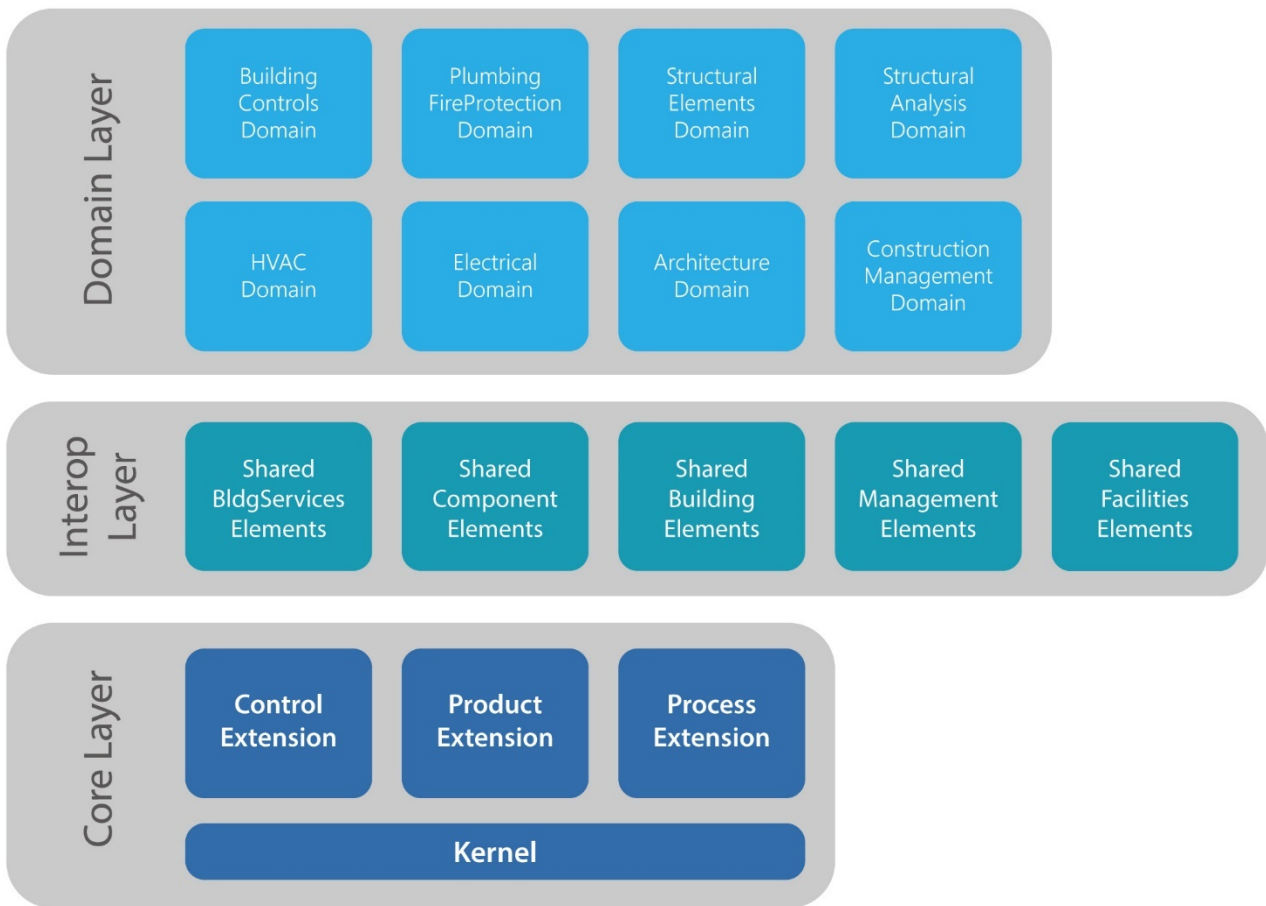 Domain Layer
Building
Controls
Domain
Plumbing
FireProtection
Domain
Structural
Elements
Domain
Structural
Analysis
Domain
HVAC
Domain
Electrical
Domain
Architecture
Domain
Construction
Management
Domain
Interop
Layer
Shared
BldgServices
Elements
Shared
Component
Elements
Shared
Building
Elements
Shared
Management
Elements
Shared
Facilities
Elements
Core Layer
Control
Extension
Product
Extension
Process
Extension
Kernel